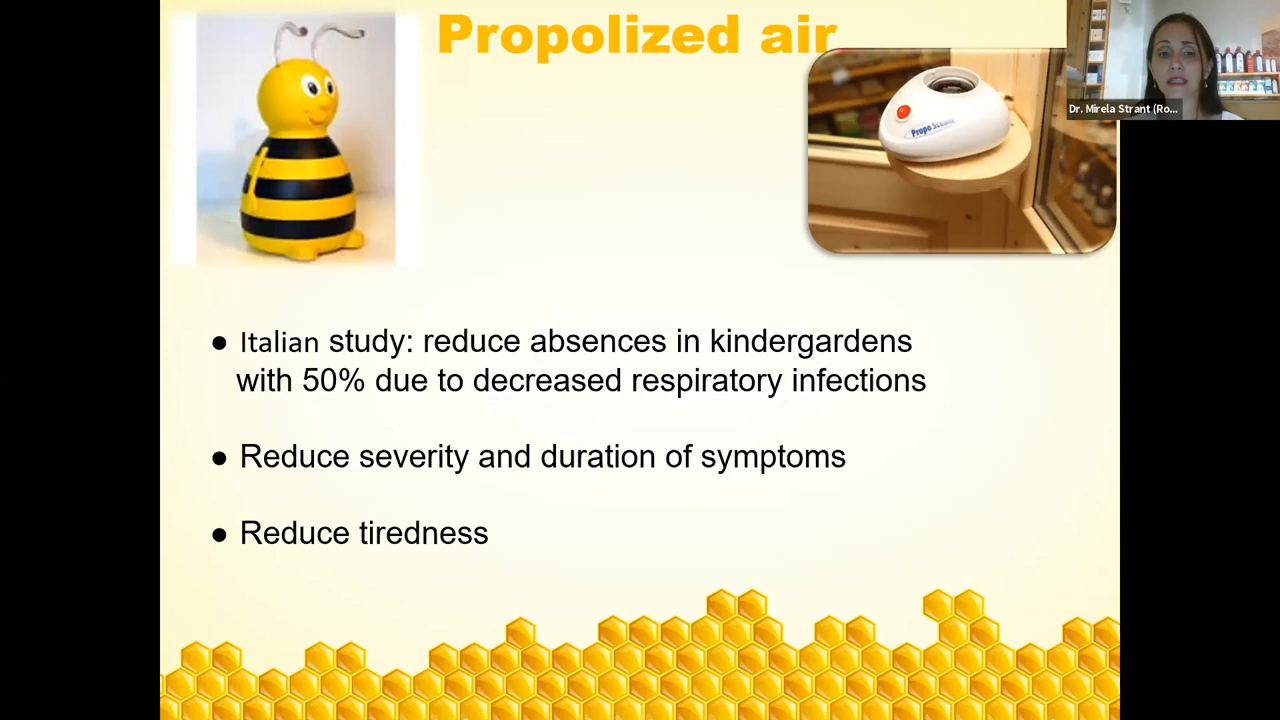 Propolized air
Propo Steam
Dr. Mirela Strant (Ro...
● Italian study: reduce absences in kindergardens
with 50% due to decreased respiratory infections
● Reduce severity and duration of symptoms
● Reduce tiredness